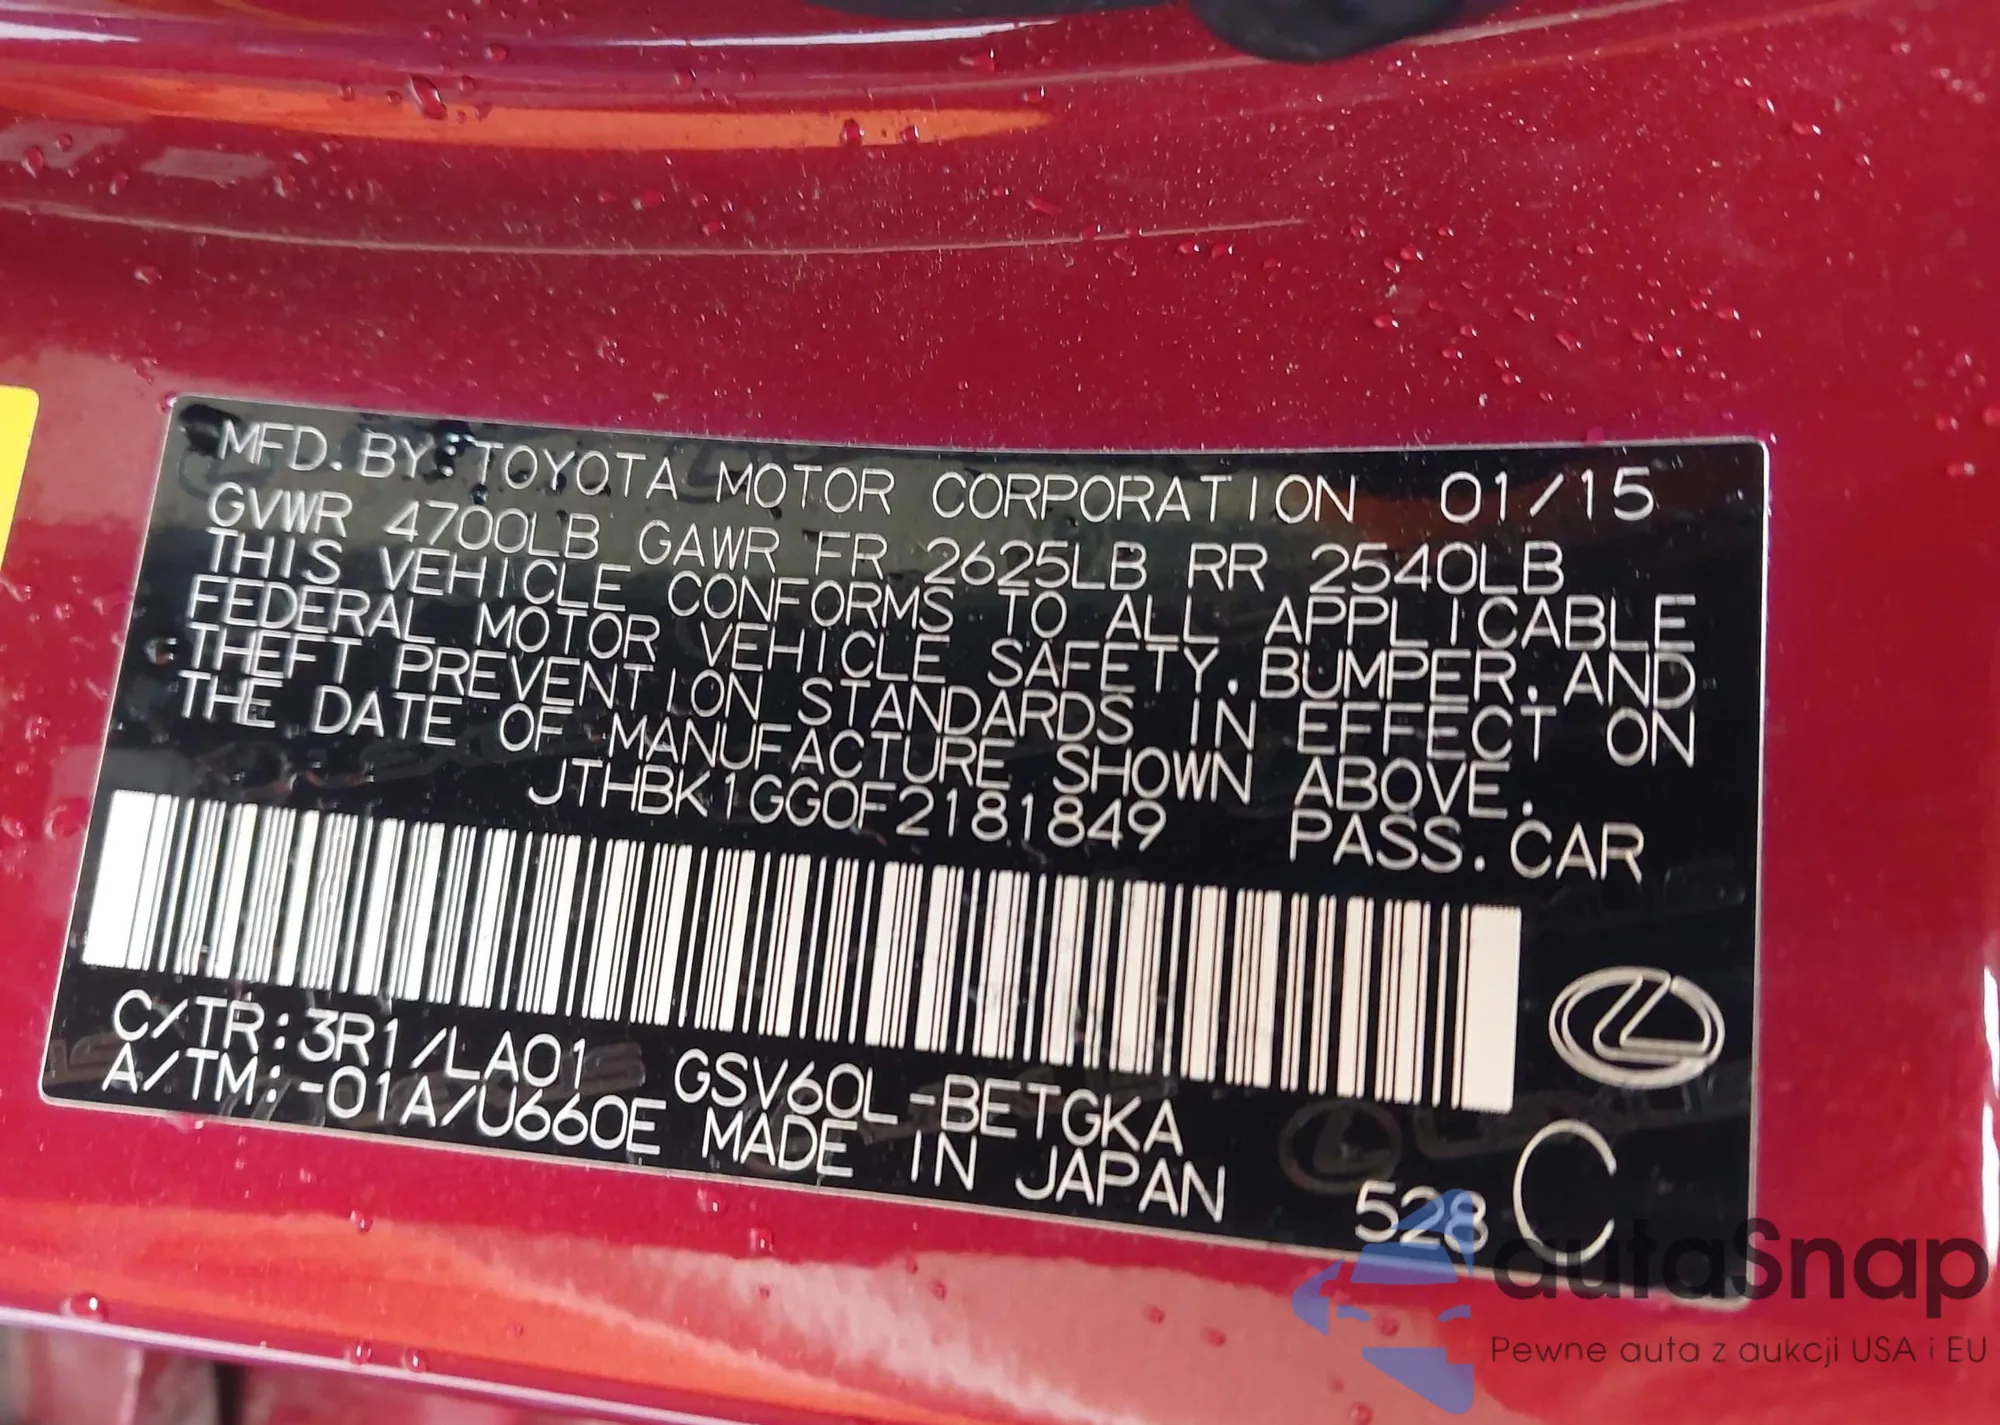 MFD. BY: TOYOTA MOTOR CORPORATION 01/15
GVWR 4700LB GAWR FR 2625LB RR 2540LB
THIS VEHICLE CONFORMS TO ALL APPLICABLE
FEDERAL MOTOR VEHICLE SAFETY, BUMPER, AND
THEFT PREVENTION STANDARDS IN EFFECT ON
THE DATE OF MANUFACTURE SHOWN ABOVE.
JTHBK1GG0F2181849 PASS. CAR
C/TR:3R1/LA01 GSV60L-BETGKA
A/TM:-01A/U660E MADE IN JAPAN
528 C
autaSnap
Pewne auta z aukcji USA i EU